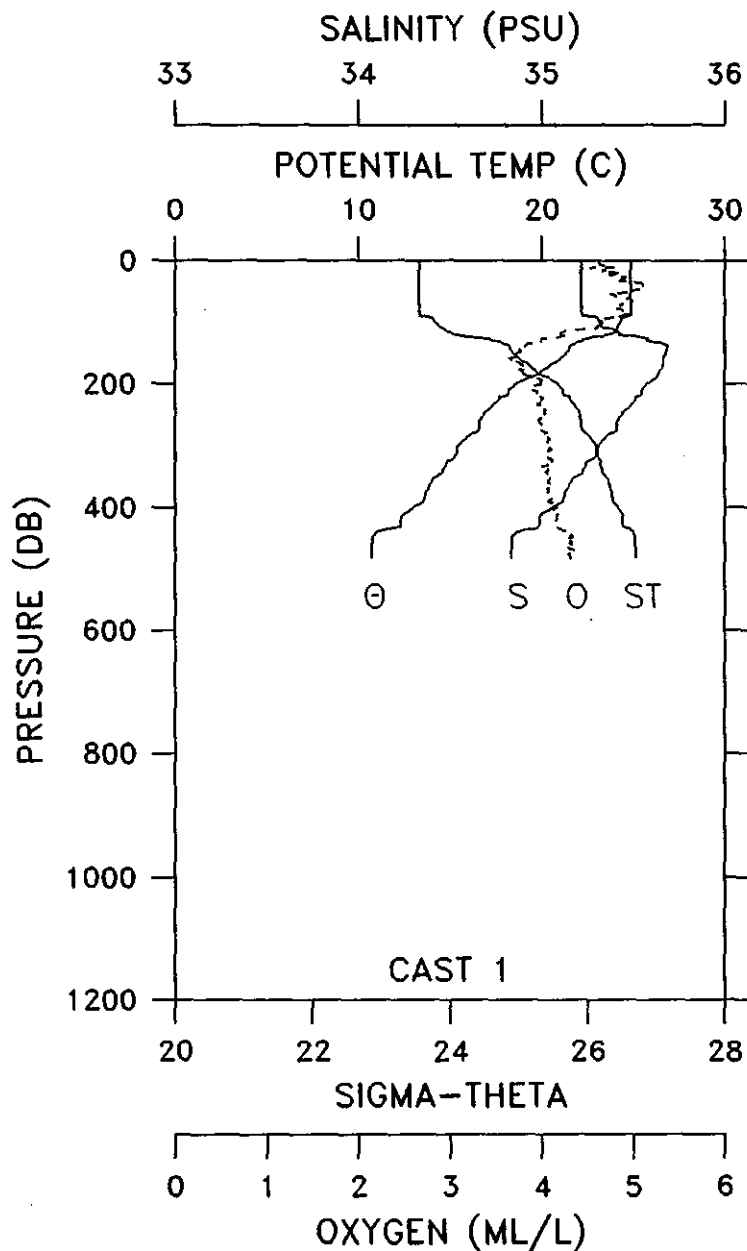 SALINITY (PSU)
33 34 35 36
POTENTIAL TEMP (C)
0 10 20 30
0
200
400
600
800
1000
1200
PRESSURE (DB)
Θ S O ST
CAST 1
20 22 24 26 28
SIGMA-THETA
0 1 2 3 4 5 6
OXYGEN (ML/L)